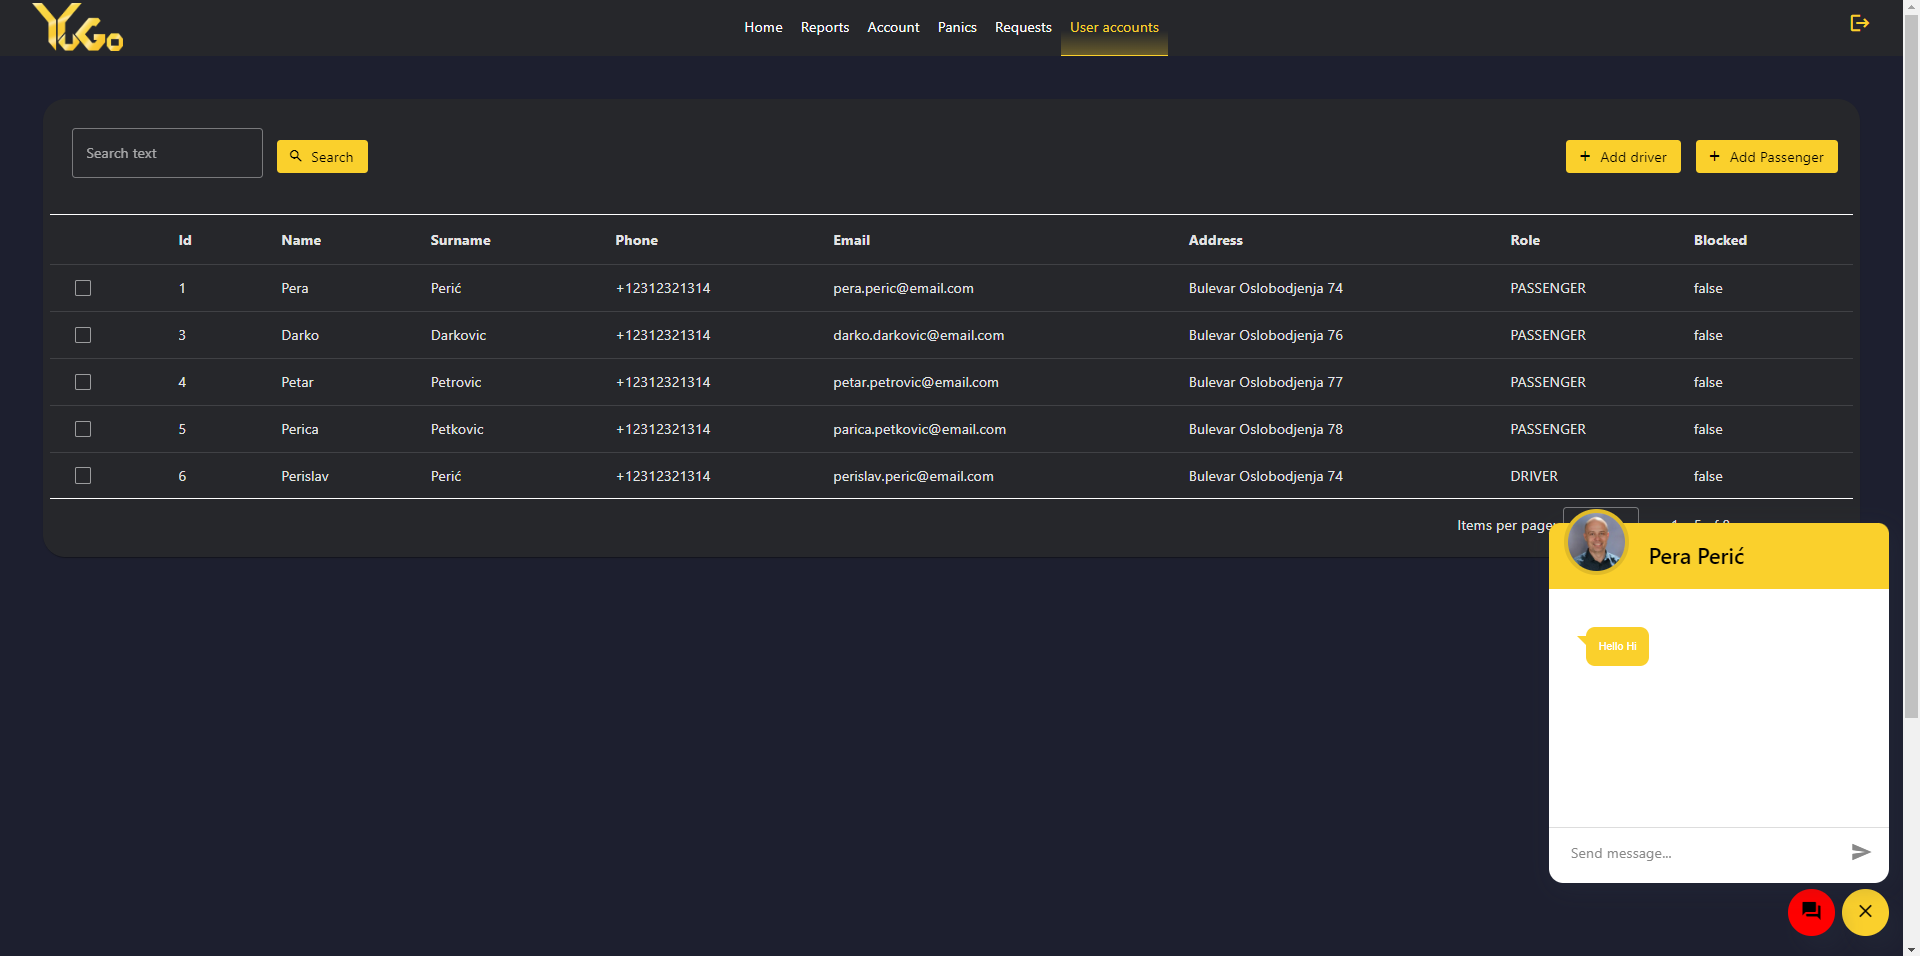 YuGo
Home Reports Account Panics Requests User accounts
Search text
Search
+ Add driver
+ Add Passenger
Id Name Surname Phone Email Address Role Blocked
1 Pera Perić +12312321314 pera.peric@email.com Bulevar Oslobodjenja 74 PASSENGER false
3 Darko Darkovic +12312321314 darko.darkovic@email.com Bulevar Oslobodjenja 76 PASSENGER false
4 Petar Petrovic +12312321314 petar.petrovic@email.com Bulevar Oslobodjenja 77 PASSENGER false
5 Perica Petkovic +12312321314 parica.petkovic@email.com Bulevar Oslobodjenja 78 PASSENGER false
6 Perislav Perić +12312321314 perislav.peric@email.com Bulevar Oslobodjenja 74 DRIVER false
Items per page
Pera Perić
Hello Hi
Send message...